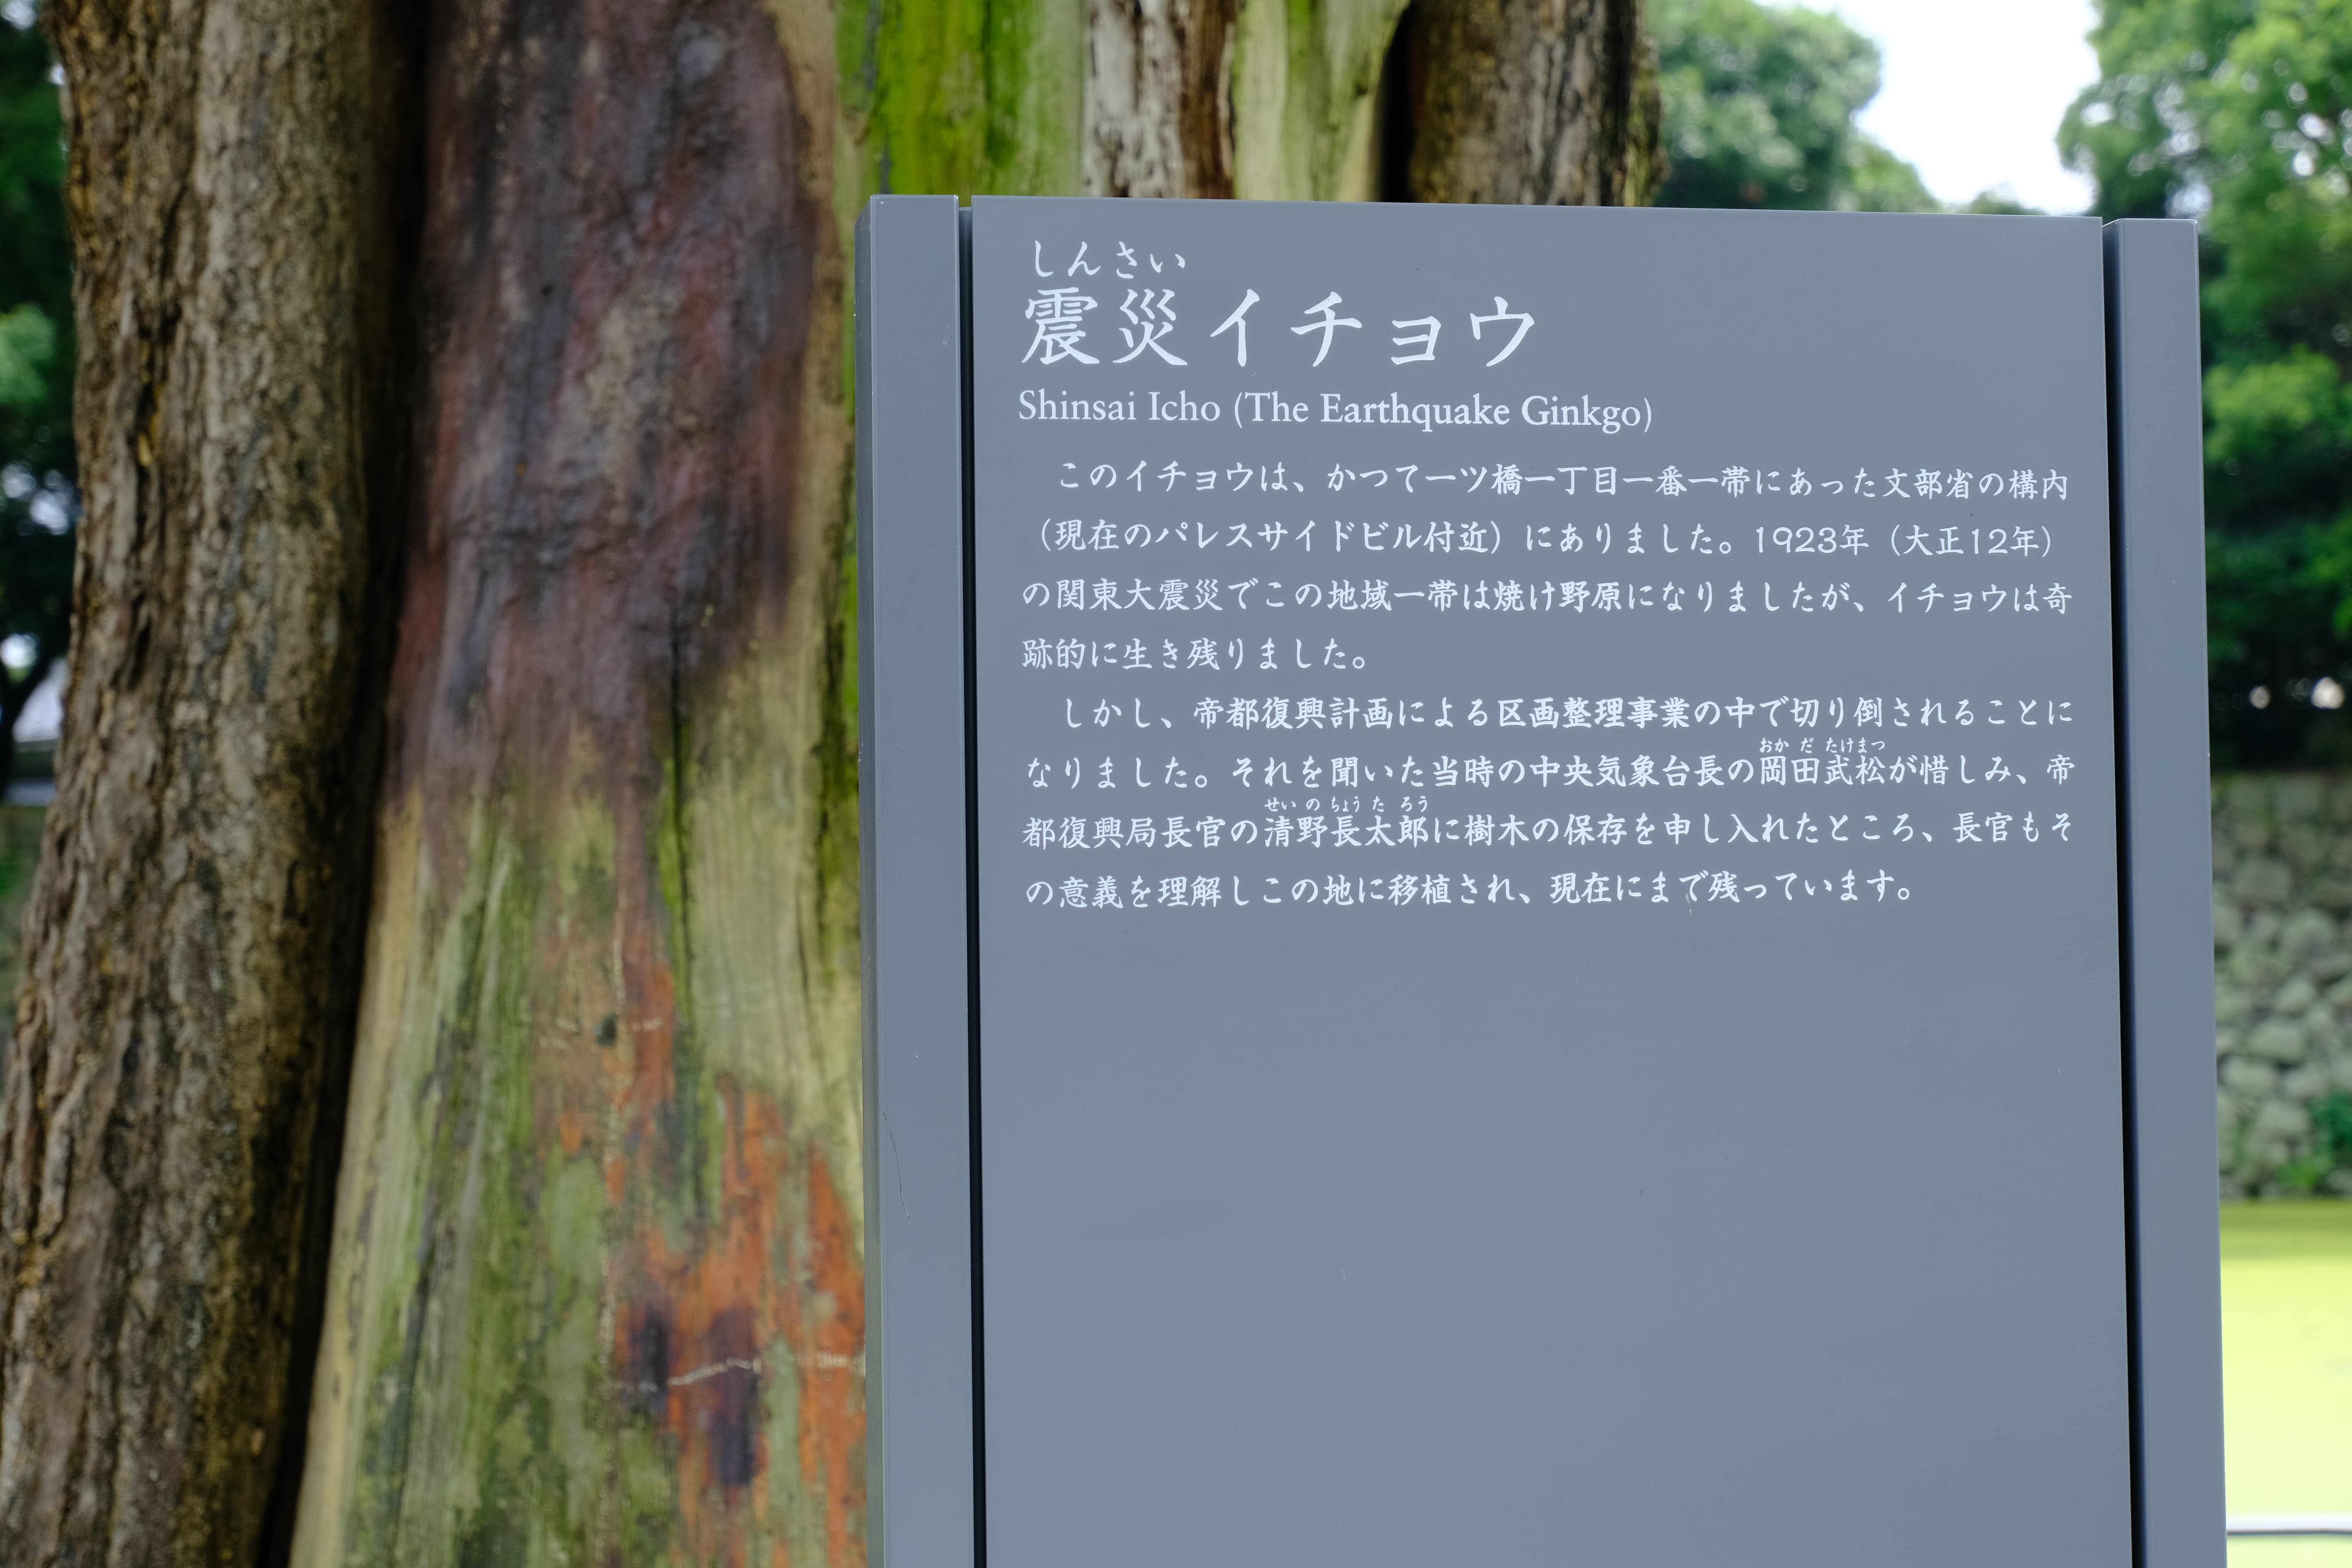 しんさい
震災イチョウ
Shinsai Icho (The Earthquake Ginkgo)
このイチョウは、かつて一ツ橋一丁目一番一帯にあった文部省の構内
（現在のパレスサイドビル付近）にありました。1923年（大正12年）
の関東大震災でこの地域一帯は焼け野原になりましたが、イチョウは奇
跡的に生き残りました。
しかし、帝都復興計画による区画整理事業の中で切り倒されることに
おか だ たけまつ
なりました。それを聞いた当時の中央気象台長の岡田武松が惜しみ、帝
せい の ちょう た ろう
都復興局長官の清野長太郎に樹木の保存を申し入れたところ、長官もそ
の意義を理解しこの地に移植され、現在にまで残っています。